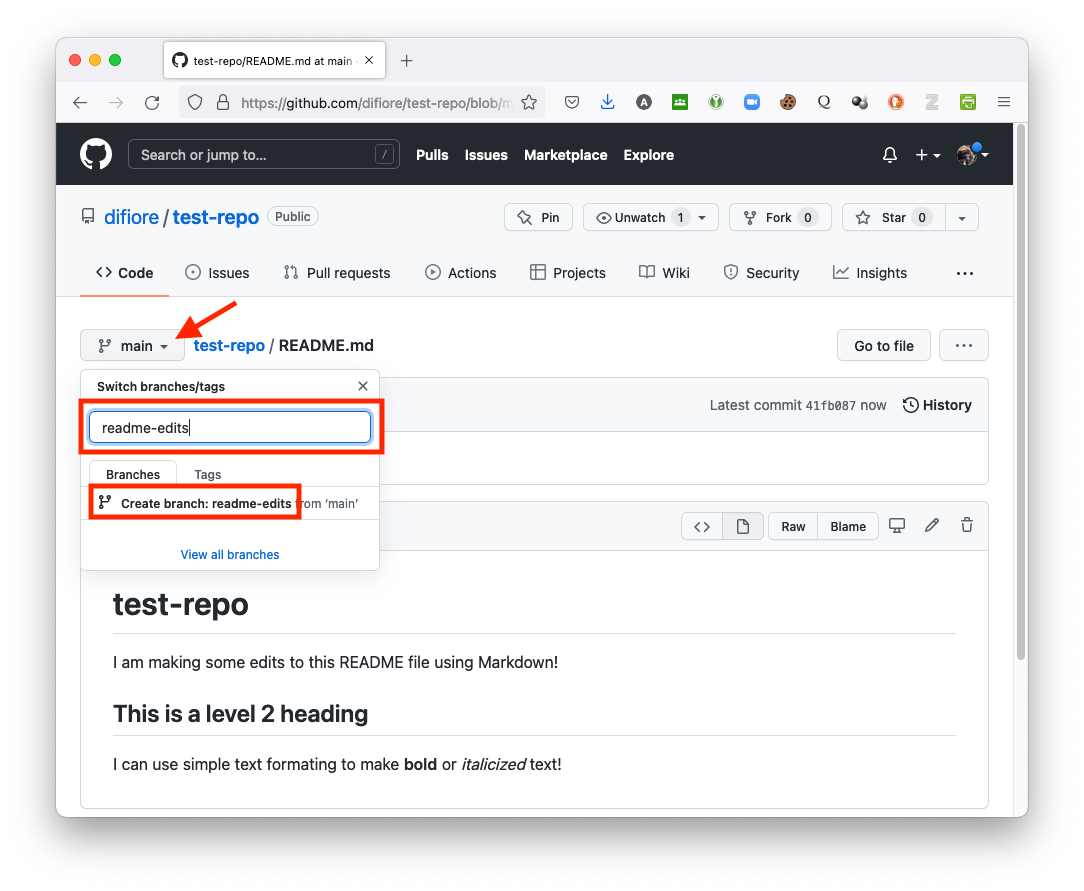 test-repo/README.md at main
https://github.com/difiore/test-repo/blob/m
Search or jump to... /
Pulls Issues Marketplace Explore
difiore / test-repo Public
Pin Unwatch 1 Fork 0 Star 0
Code Issues Pull requests Actions Projects Wiki Security Insights
main test-repo / README.md Go to file
Switch branches/tags
Latest commit 41fb087 now History
readme-edits
Branches Tags
Create branch: readme-edits from ‘main’
Raw Blame
View all branches
test-repo
I am making some edits to this README file using Markdown!
This is a level 2 heading
I can use simple text formating to make bold or italicized text!